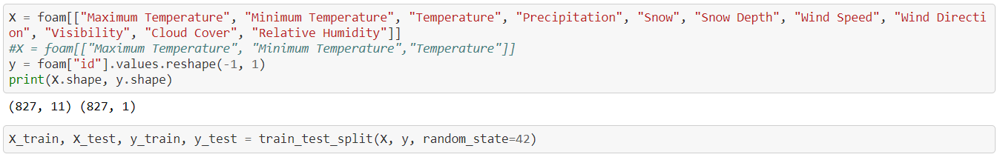 X = foam[["Maximum Temperature", "Minimum Temperature", "Temperature", "Precipitation", "Snow", "Snow Depth", "Wind Speed", "Wind Directi
on", "Visibility", "Cloud Cover", "Relative Humidity"]]
#X = foam[["Maximum Temperature", "Minimum Temperature","Temperature"]]
y = foam["id"].values.reshape(-1, 1)
print(X.shape, y.shape)
(827, 11) (827, 1)
X_train, X_test, y_train, y_test = train_test_split(X, y, random_state=42)